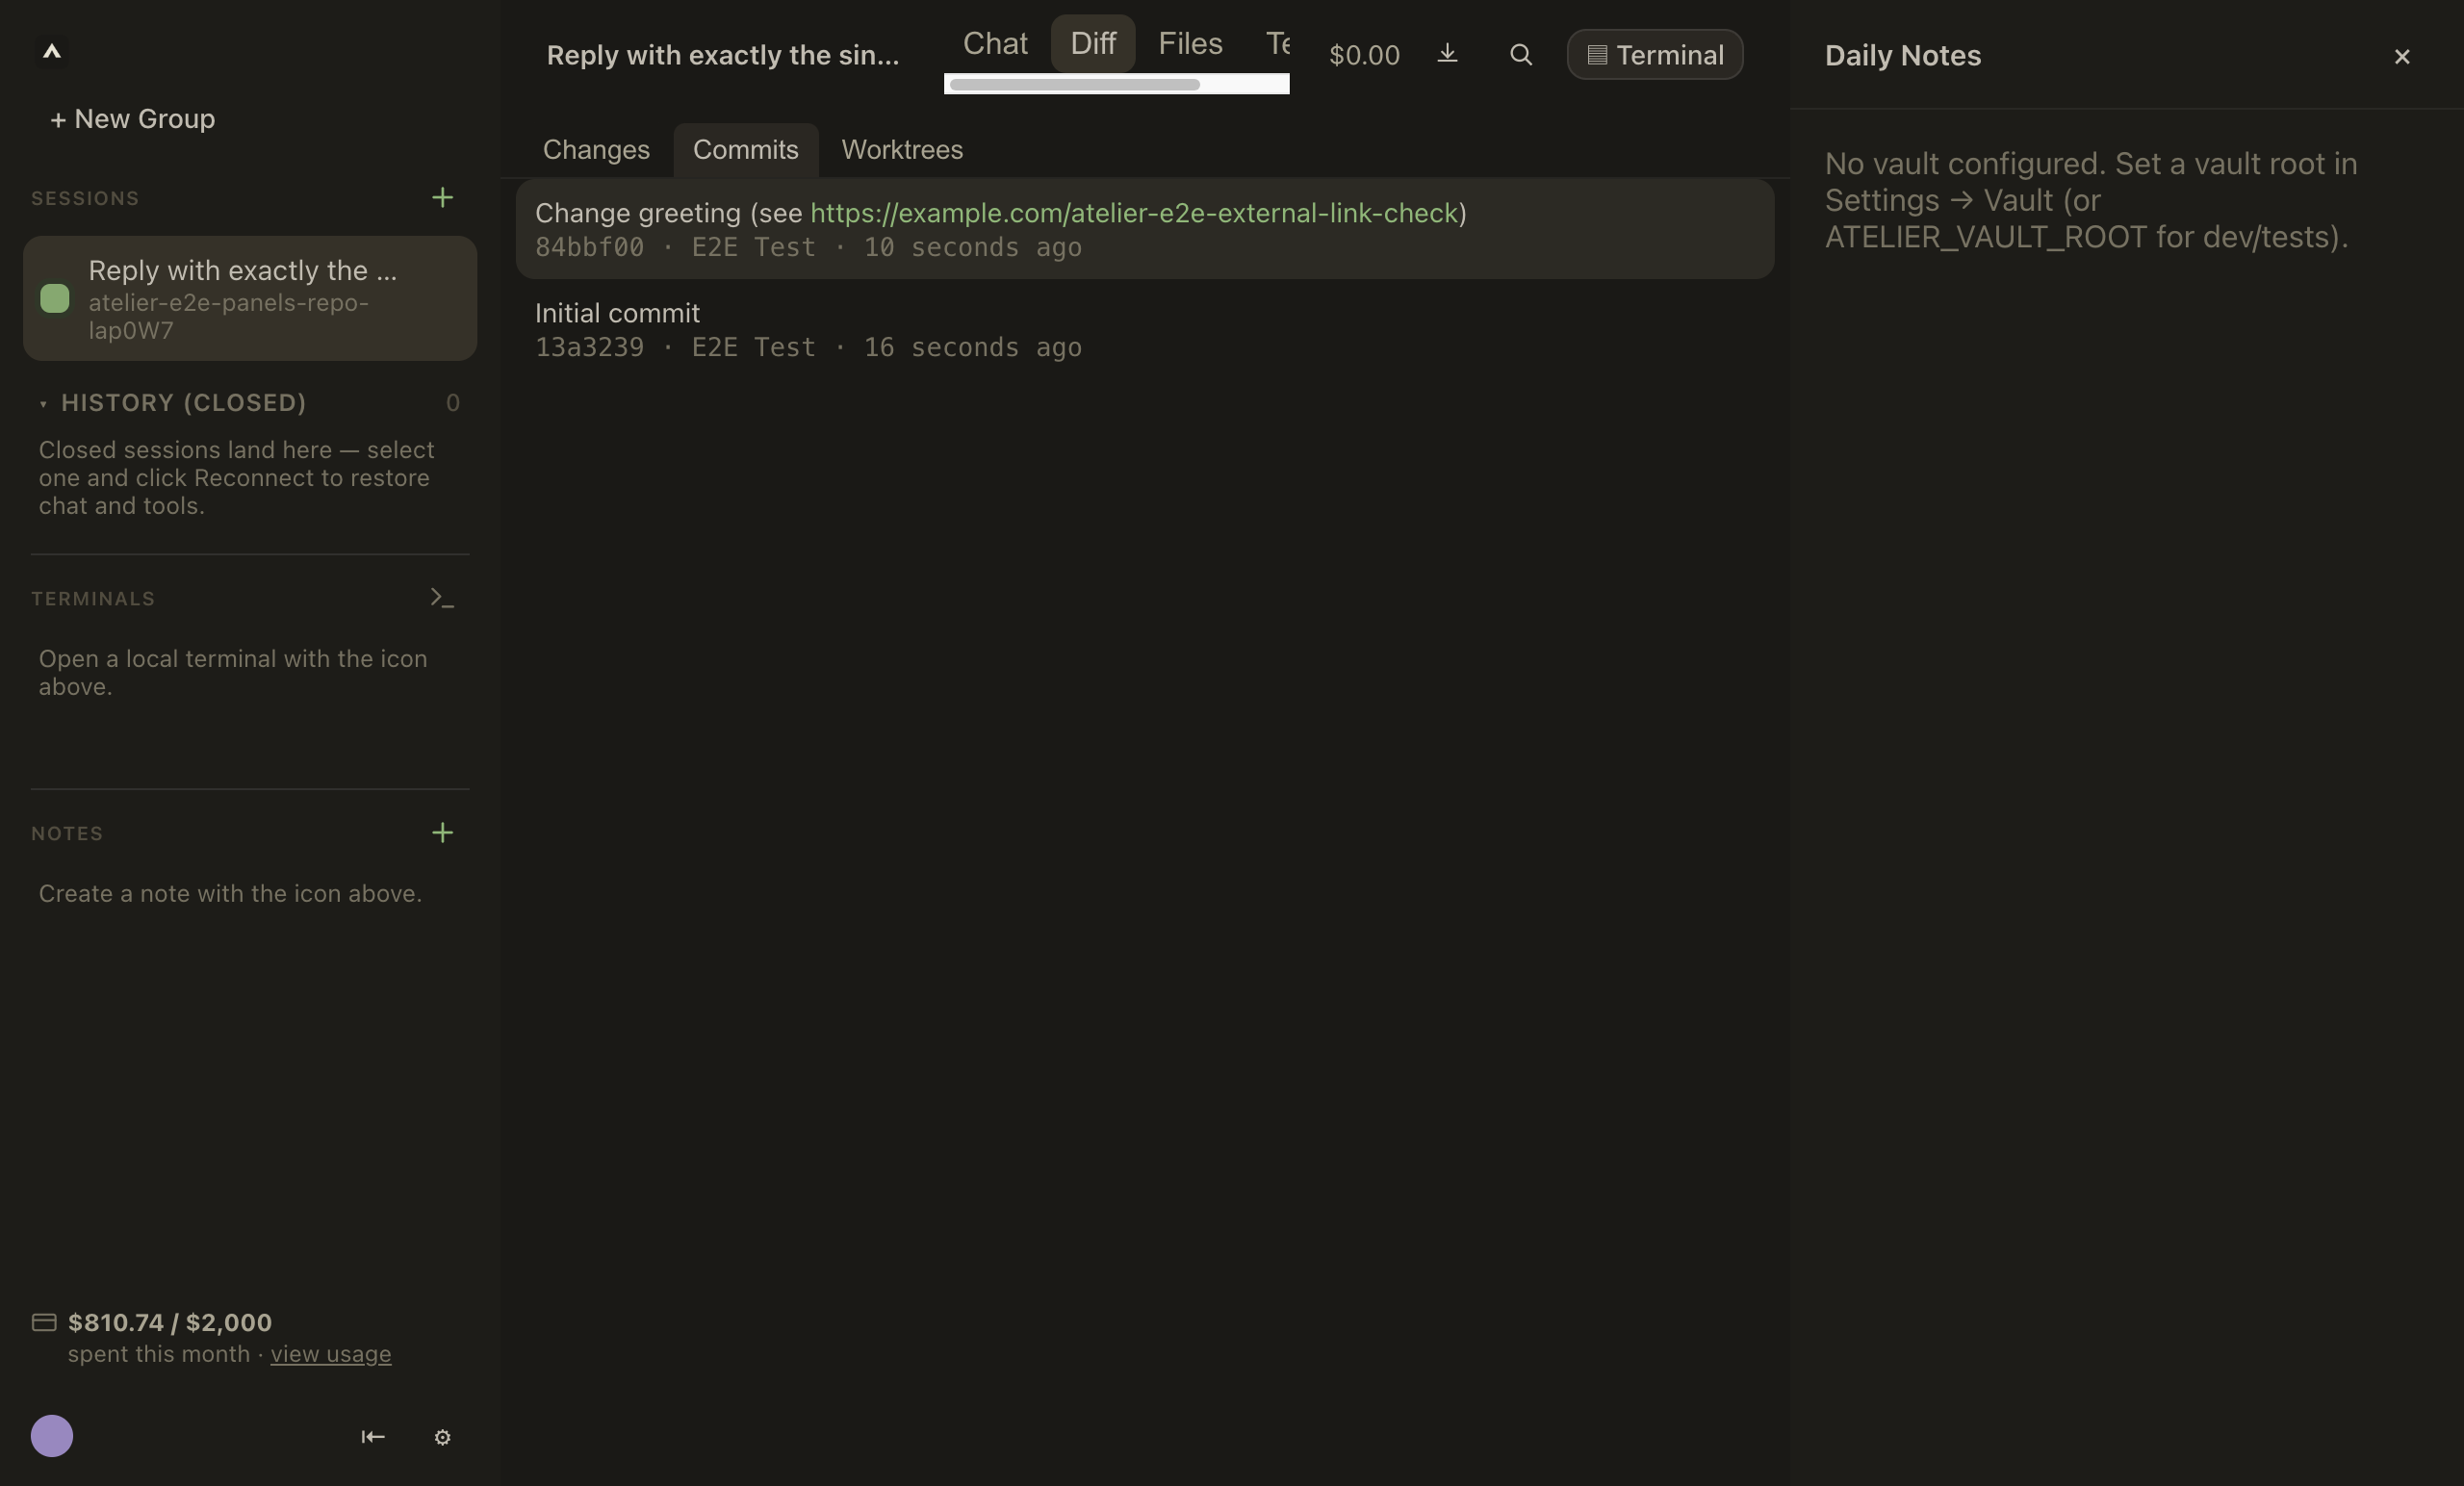 + New Group
SESSIONS
Reply with exactly the ...
atelier-e2e-panels-repo-
lap0W7
HISTORY (CLOSED) 0
Closed sessions land here — select
one and click Reconnect to restore
chat and tools.
TERMINALS
Open a local terminal with the icon
above.
NOTES
Create a note with the icon above.
$810.74 / $2,000
spent this month · view usage
Reply with exactly the sin... Chat Diff Files Te $0.00 Terminal
Changes Commits Worktrees
Change greeting (see https://example.com/atelier-e2e-external-link-check)
84bbf00 · E2E Test · 10 seconds ago
Initial commit
13a3239 · E2E Test · 16 seconds ago
Daily Notes ×
No vault configured. Set a vault root in
Settings → Vault (or
ATELIER_VAULT_ROOT for dev/tests).